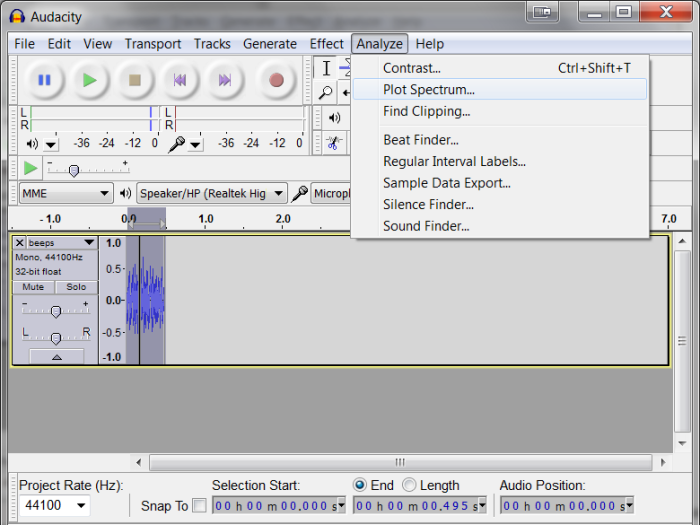 Audacity
File Edit View Transport Tracks Generate Effect Analyze Help
Contrast... Ctrl+Shift+T
Plot Spectrum...
Find Clipping...
Beat Finder...
Regular Interval Labels...
Sample Data Export...
Silence Finder...
Sound Finder...
L
R
L
R
-36 -24 -12 0
-36 -24 -12 0
- +
MME
Speaker/HP (Realtek Hig
Microph
- 1.0 0.0 1.0 2.0 7.0
beeps
Mono, 44100Hz
32-bit float
Mute Solo
- +
L R
1.0
0.5-
0.0-
-0.5-
-1.0
Project Rate (Hz):
44100
Snap To
Selection Start:
00 h 00 m 00.000 s
End
Length
00 h 00 m 00.495 s
Audio Position:
00 h 00 m 00.000 s